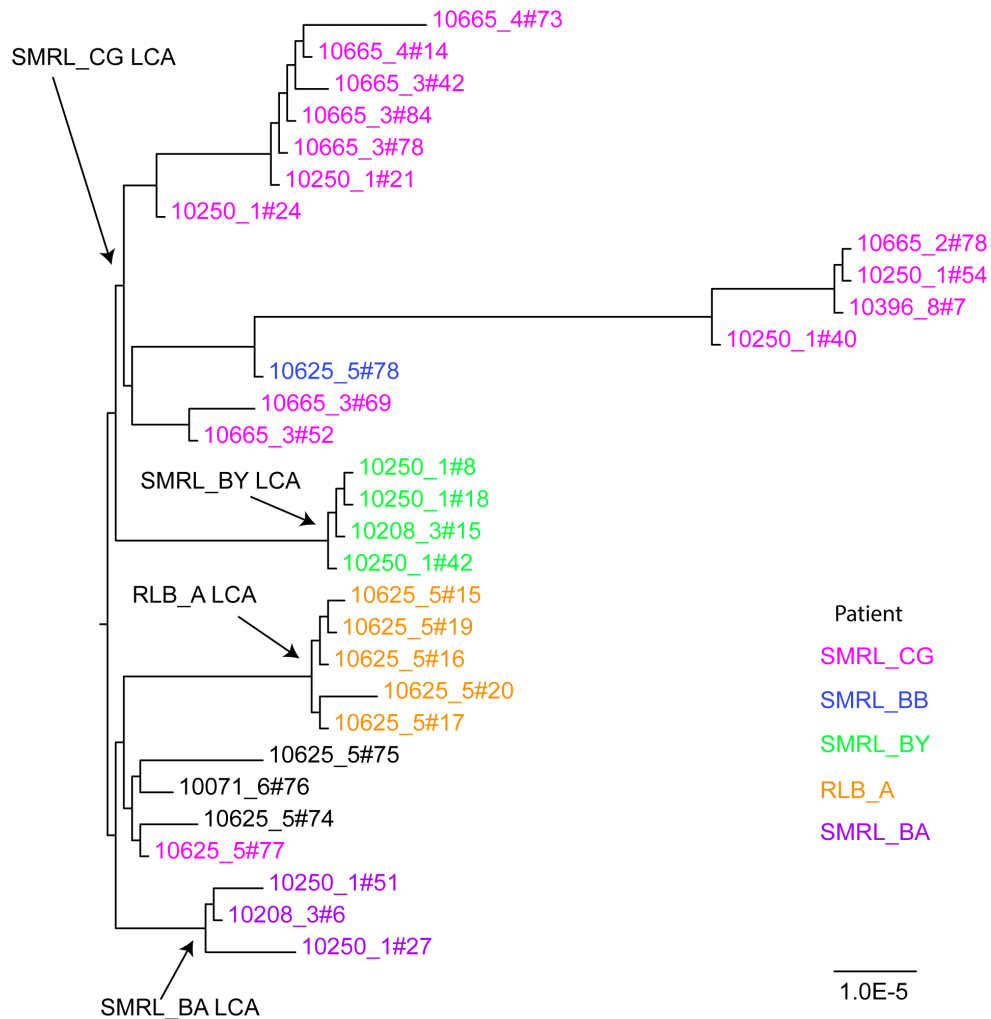 10665_4#73
SMRL_CG LCA
10665_4#14
10665_3#42
10665_3#84
10665_3#78
10250_1#21
10250_1#24
10665_2#78
10250_1#54
10396_8#7
10250_1#40
10625_5#78
10665_3#69
10665_3#52
10250_1#8
SMRL_BY LCA
10250_1#18
10208_3#15
10250_1#42
RLB_A LCA
10625_5#15
10625_5#19
10625_5#16
10625_5#20
10625_5#17
10625_5#75
10071_6#76
10625_5#74
10625_5#77
10250_1#51
10208_3#6
10250_1#27
SMRL_BA LCA
Patient
SMRL_CG
SMRL_BB
SMRL_BY
RLB_A
SMRL_BA
1.0E-5